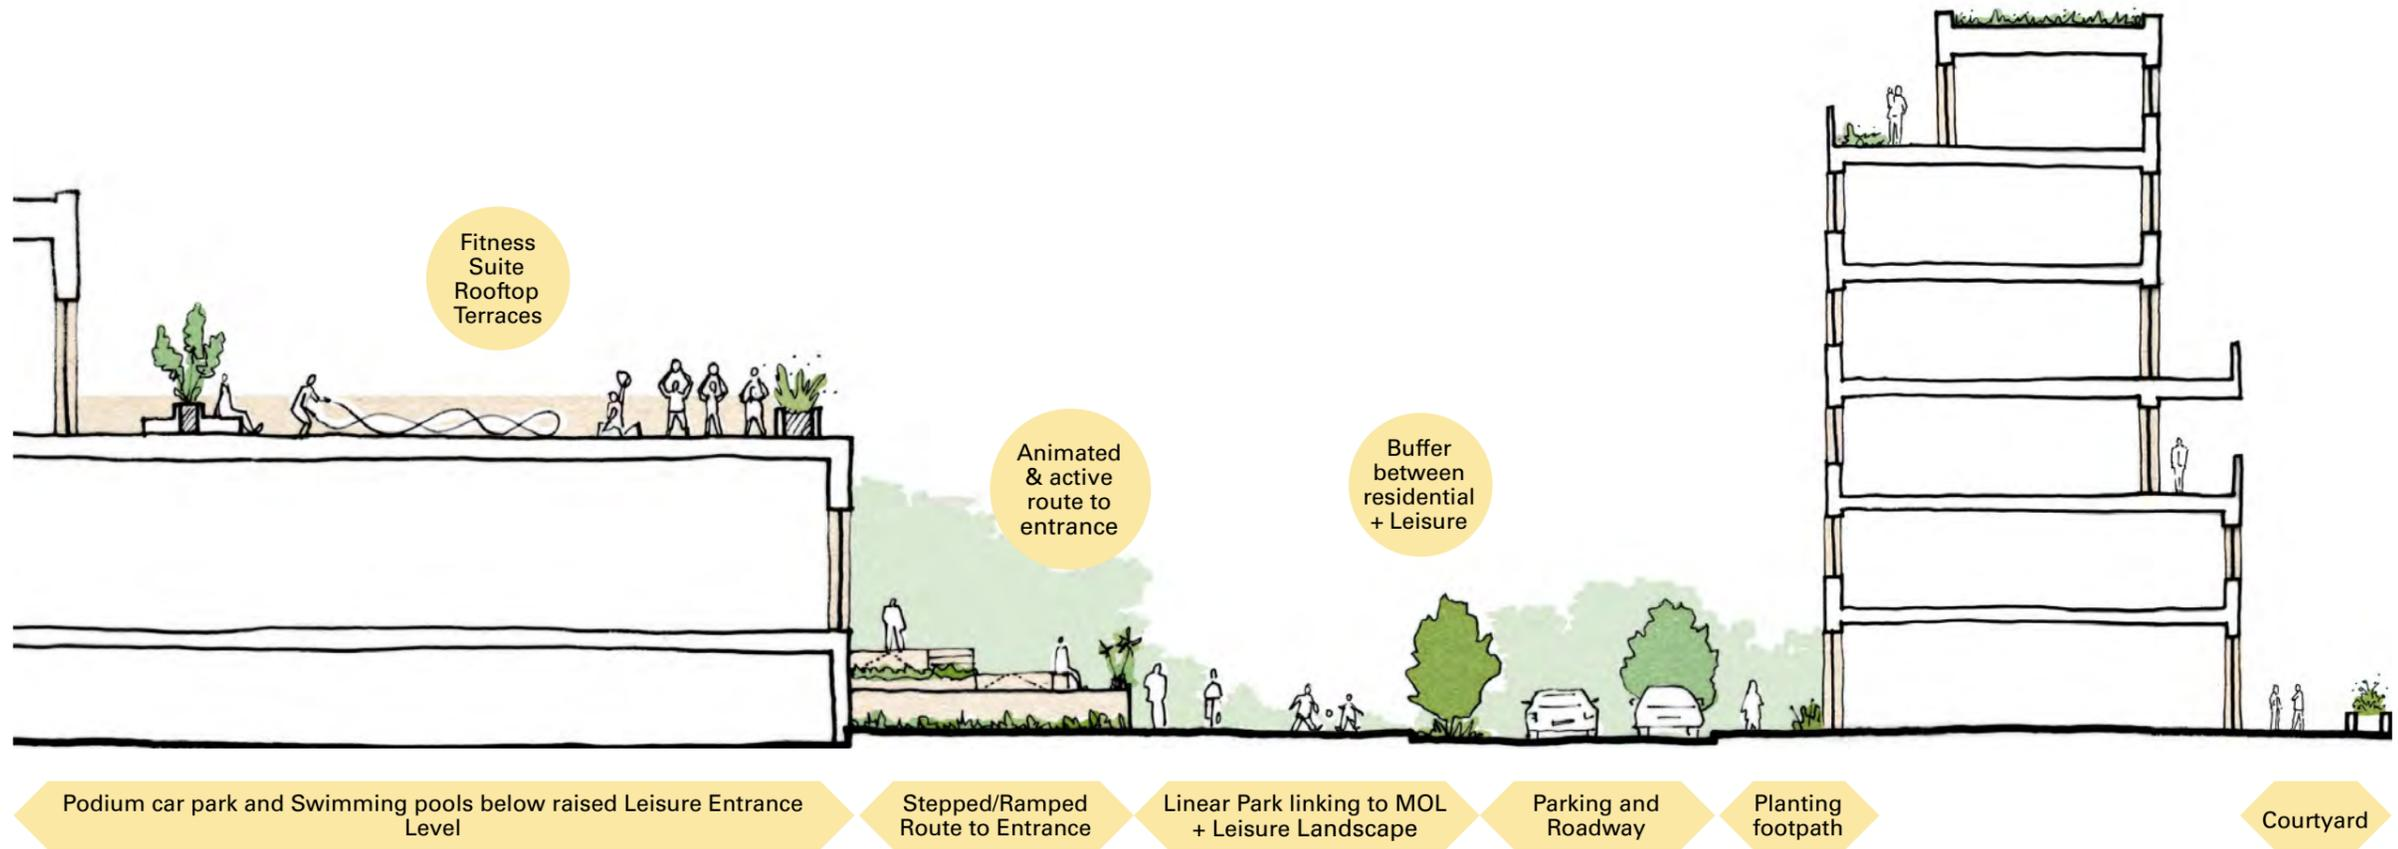 Fitness
Suite
Rooftop
Terraces
Animated
& active
route to
entrance
Buffer
between
residential
+ Leisure
Podium car park and Swimming pools below raised Leisure Entrance
Level
Stepped/Ramped
Route to Entrance
Linear Park linking to MOL
+ Leisure Landscape
Parking and
Roadway
Planting
footpath
Courtyard